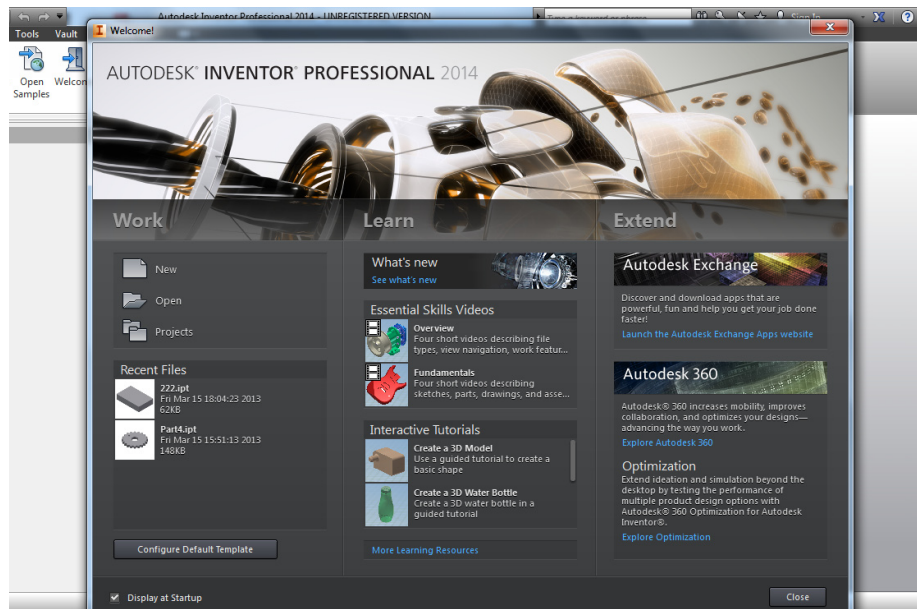 Autodesk Inventor Professional 2014 - UNREGISTERED VERSION
Type a keyword or phrase
Sign In
Tools Vault
Welcome!
Open Samples
Welcom
AUTODESK® INVENTOR® PROFESSIONAL 2014
Work
New
Open
Projects
Recent Files
222.ipt
Fri Mar 15 18:04:23 2013
62KB
Part4.ipt
Fri Mar 15 15:51:13 2013
148KB
Configure Default Template
Learn
What's new
See what's new
Essential Skills Videos
Overview
Four short videos describing file
types, view navigation, work featur...
Fundamentals
Four short videos describing
sketches, parts, drawings, and asse...
Interactive Tutorials
Create a 3D Model
Use a guided tutorial to create a
basic shape
Create a 3D Water Bottle
Create a 3D water bottle in a
guided tutorial
More Learning Resources
Extend
Autodesk Exchange
Discover and download apps that are
powerful, fun and help you get your job done
faster!
Launch the Autodesk Exchange Apps website
Autodesk 360
Autodesk® 360 increases mobility, improves
collaboration, and optimizes your designs—
advancing the way you work.
Explore Autodesk 360
Optimization
Extend ideation and simulation beyond the
desktop by testing the performance of
multiple product design options with
Autodesk® 360 Optimization for Autodesk
Inventor®.
Explore Optimization
Display at Startup
Close